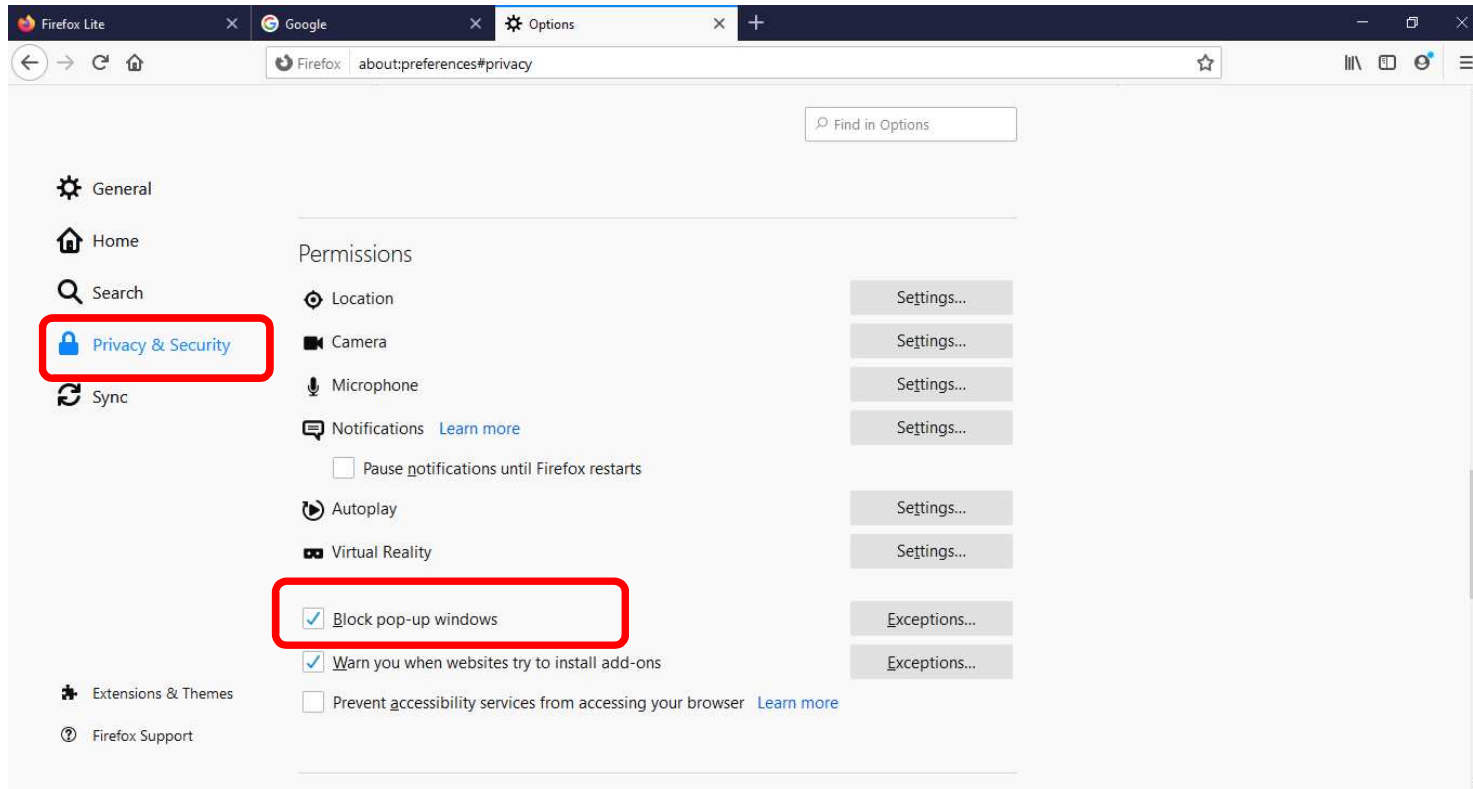 Firefox Lite
Google
Options
Firefox about:preferences#privacy
Find in Options
General
Home
Search
Privacy & Security
Sync
Extensions & Themes
Firefox Support
Permissions
Location Settings...
Camera Settings...
Microphone Settings...
Notifications Learn more Settings...
Pause notifications until Firefox restarts
Autoplay Settings...
Virtual Reality Settings...
Block pop-up windows Exceptions...
Warn you when websites try to install add-ons Exceptions...
Prevent accessibility services from accessing your browser Learn more